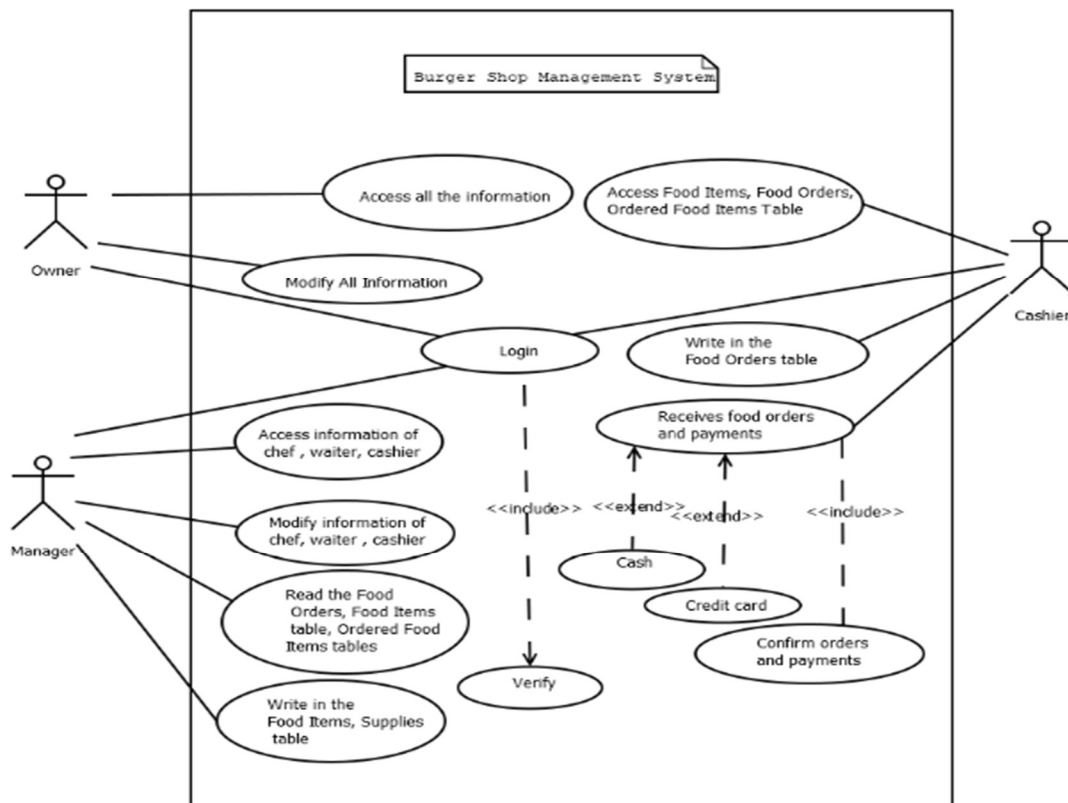 Burger Shop Management System
Access all the information
Access Food Items, Food Orders,
Ordered Food Items Table
Owner
Modify All Information
Cashier
Login
Write in the
Food Orders table
Receives food orders
and payments
Access information of
chef , waiter, cashier
Manager
<<include>>
<<extend>>
<<extend>>
<<include>>
Modify information of
chef, waiter , cashier
Cash
Credit card
Read the Food
Orders, Food Items
table, Ordered Food
Items tables
Confirm orders
and payments
Verify
Write in the
Food Items, Supplies
table